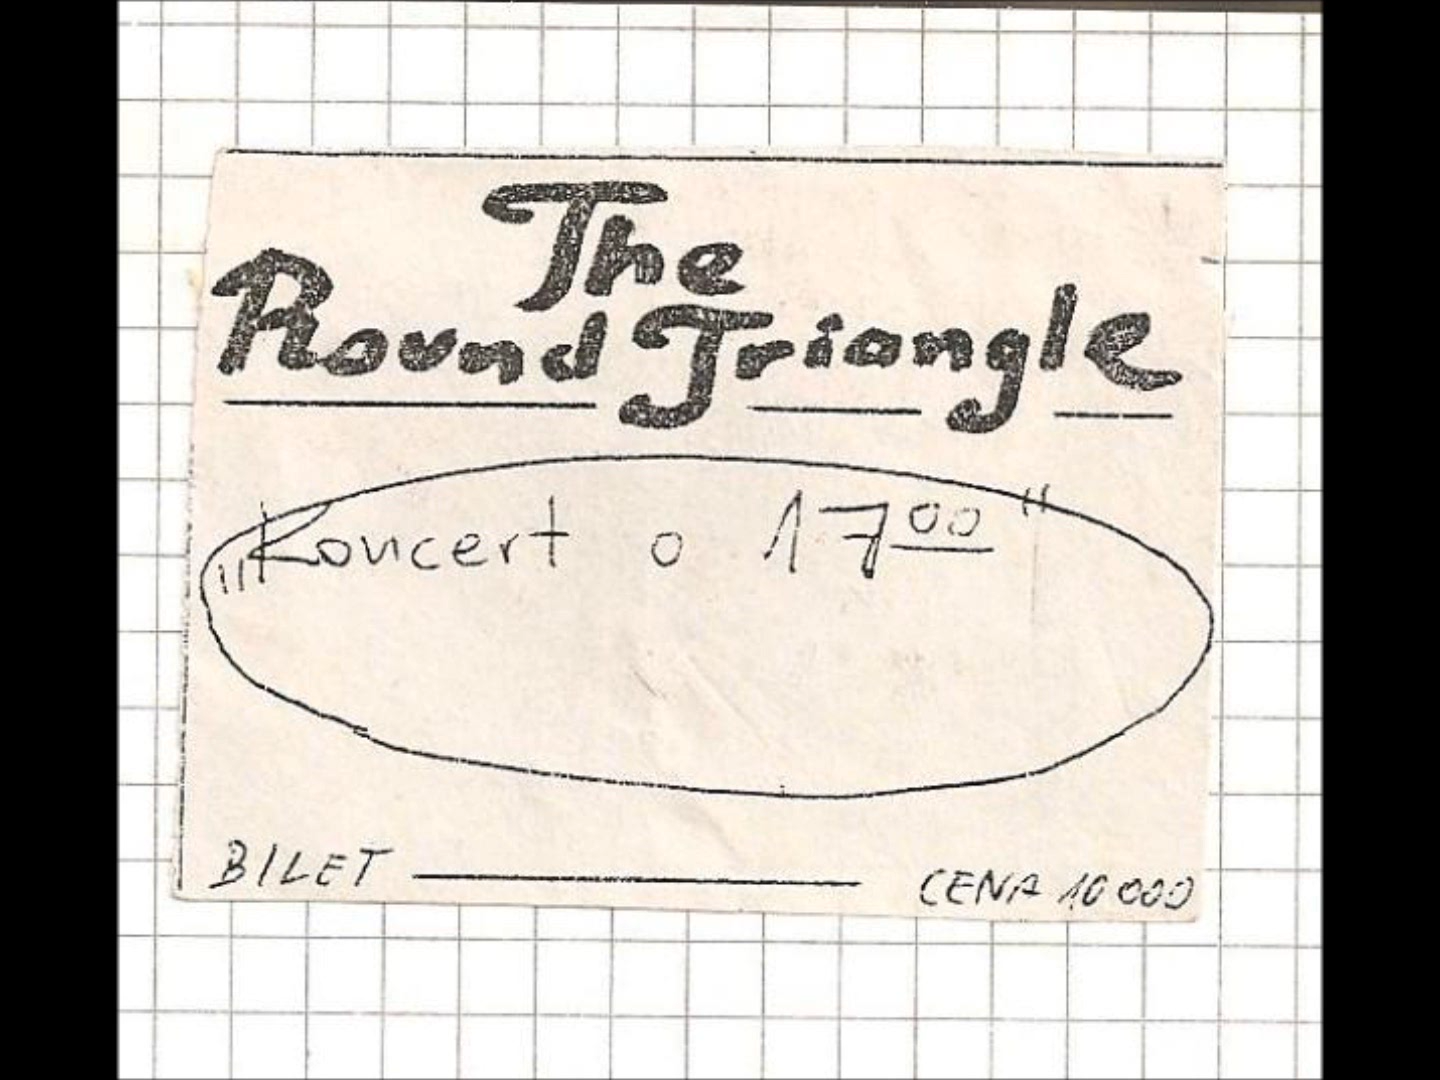 The
Round Triangle
„Koncert o 17⁰⁰”
BILET CENA 10 000